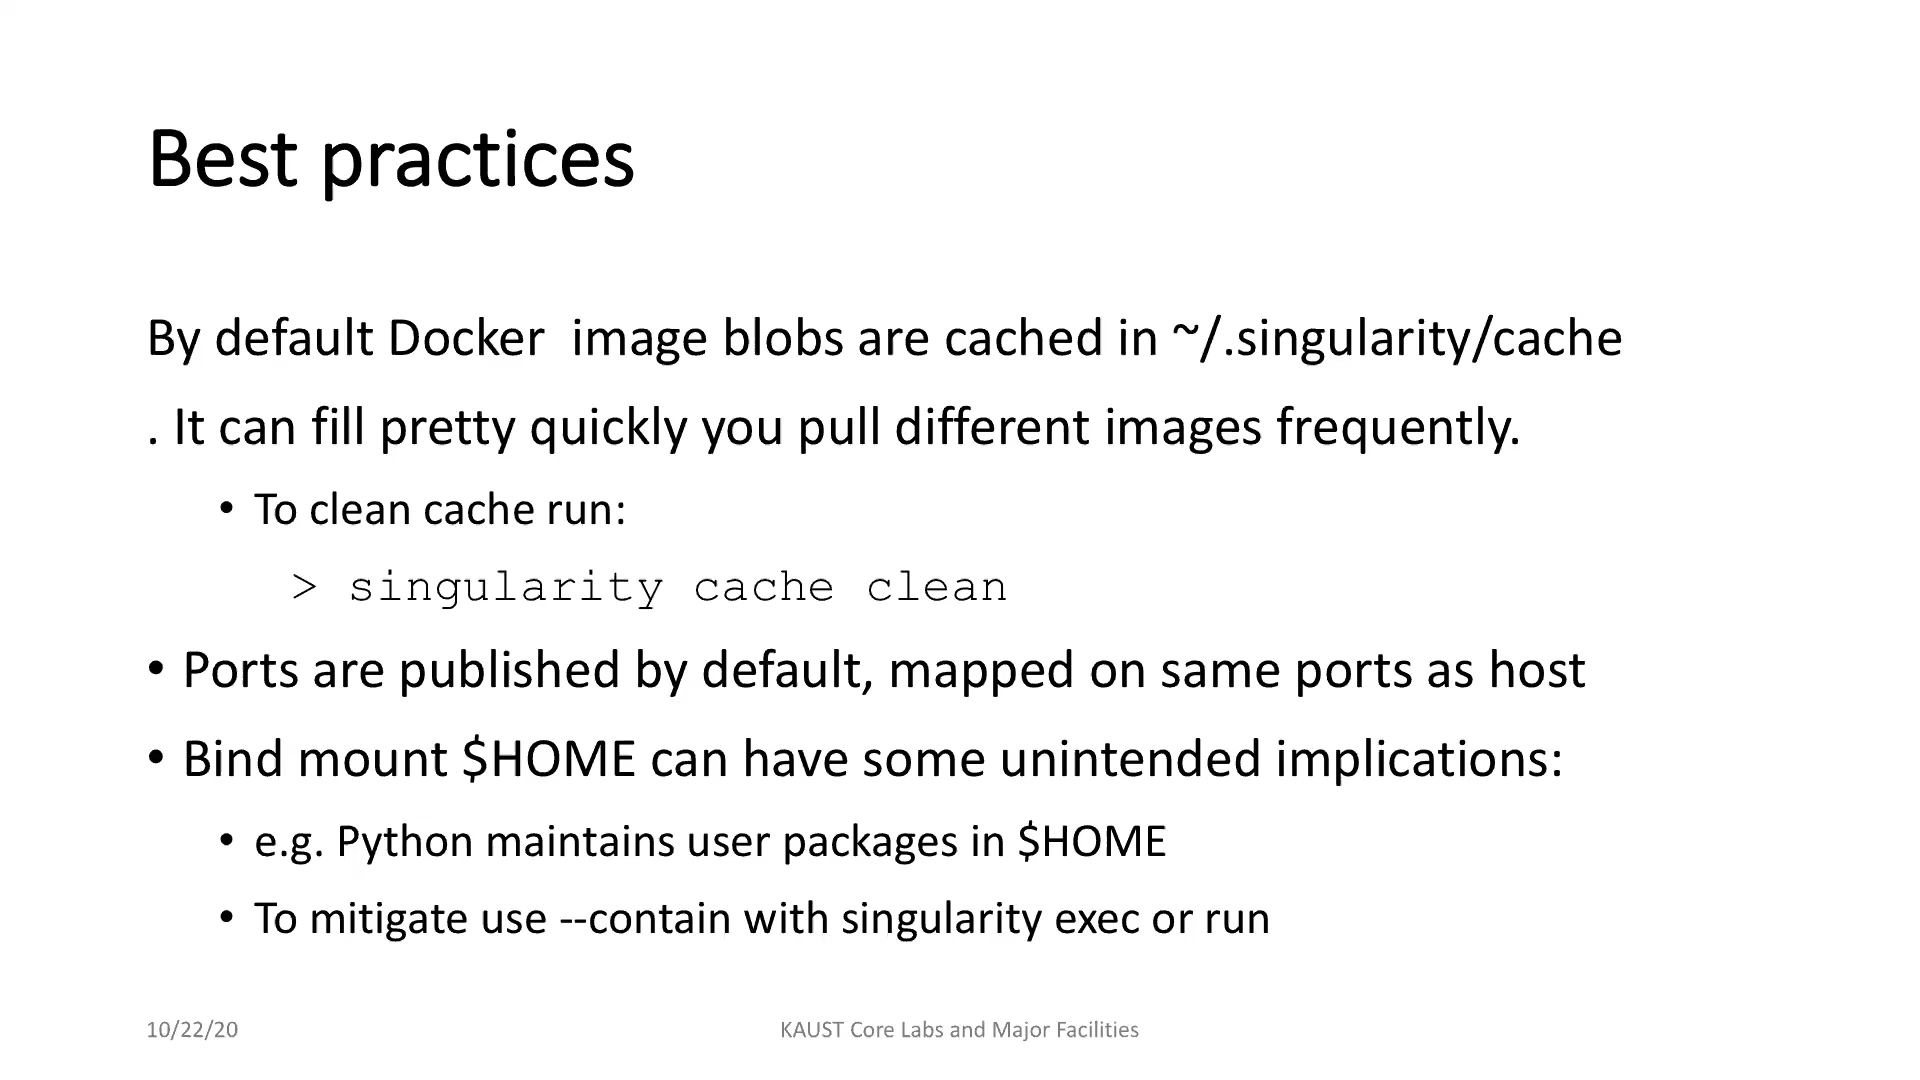 Best practices
By default Docker  image blobs are cached in ~/.singularity/cache
. It can fill pretty quickly you pull different images frequently.
• To clean cache run:
> singularity cache clean
• Ports are published by default, mapped on same ports as host
• Bind mount $HOME can have some unintended implications:
• e.g. Python maintains user packages in $HOME
• To mitigate use --contain with singularity exec or run
10/22/20
KAUST Core Labs and Major Facilities